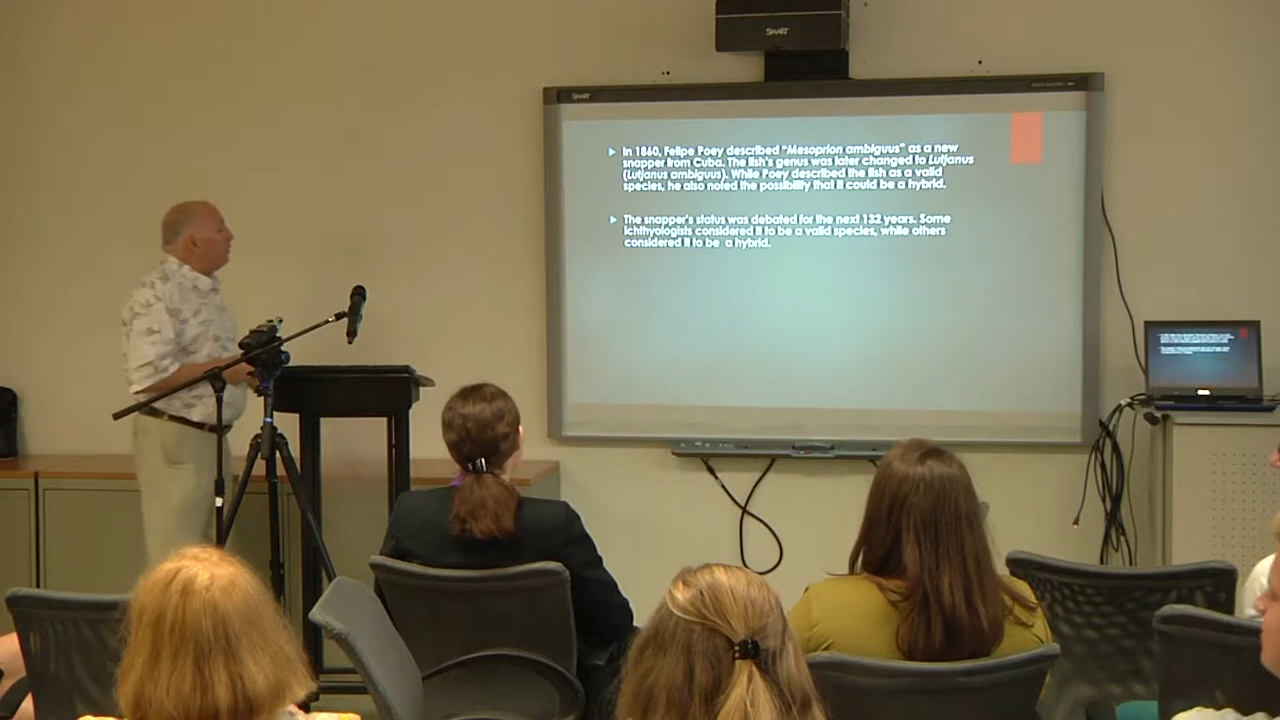 SMART
SMART
In 1860, Felipe Poey described "Mesoprion ambiguus" as a new
snapper from Cuba. The fish's genus was later changed to Lutjanus
(Lutjanus ambiguus). While Poey described the fish as a valid
species, he also noted the possibility that it could be a hybrid.
The snapper's status was debated for the next 132 years. Some
ichthyologists considered it to be a valid species, while others
considered it to be a hybrid.